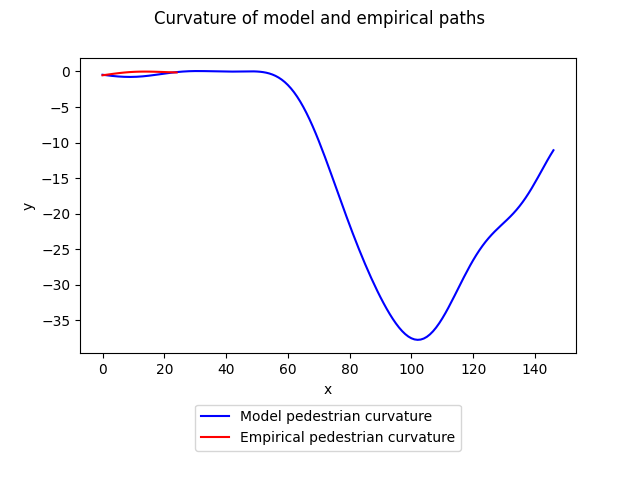 Curvature of model and empirical paths
0
−5
−10
−15
−20
−25
−30
−35
y
0 20 40 60 80 100 120 140
x
Model pedestrian curvature
Empirical pedestrian curvature